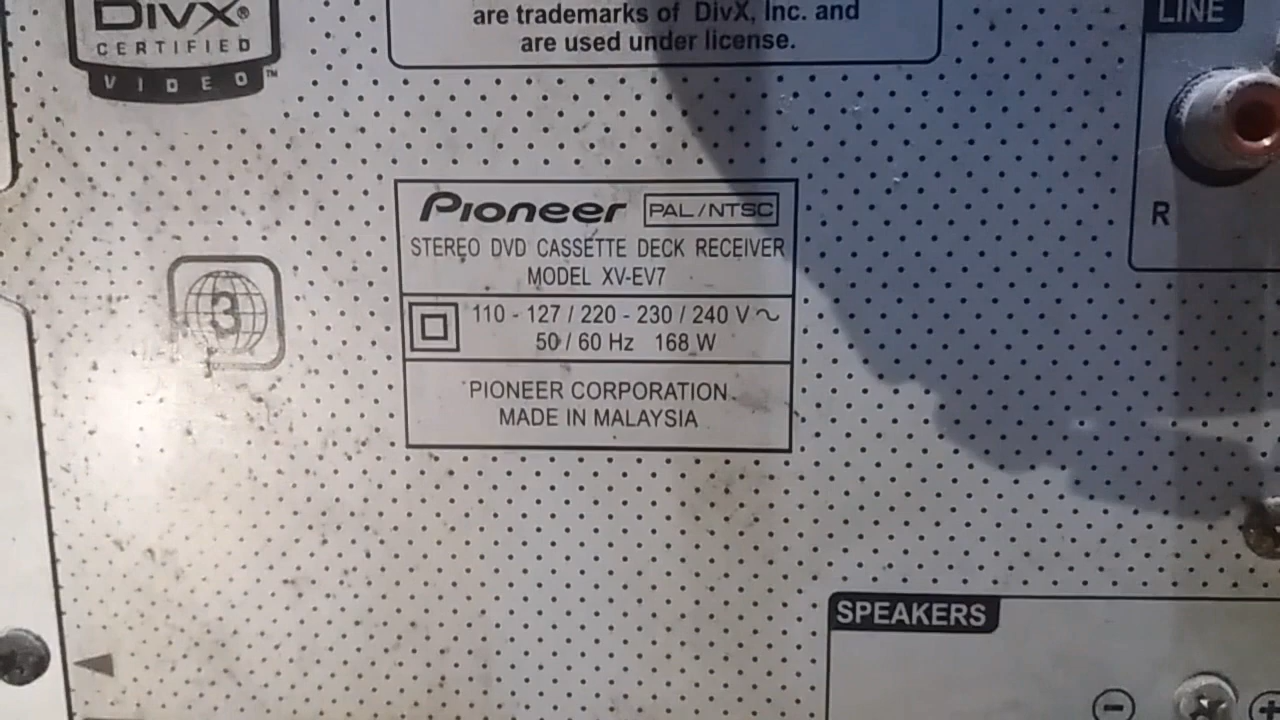 DIVX®
CERTIFIED
VIDEO™
are trademarks of DivX, Inc. and
are used under license.
LINE
R
Pioneer PAL/NTSC
STEREO DVD CASSETTE DECK RECEIVER
MODEL XV-EV7
3
110 - 127 / 220 - 230 / 240 V ~
50 / 60 Hz 168 W
PIONEER CORPORATION
MADE IN MALAYSIA
SPEAKERS
- +